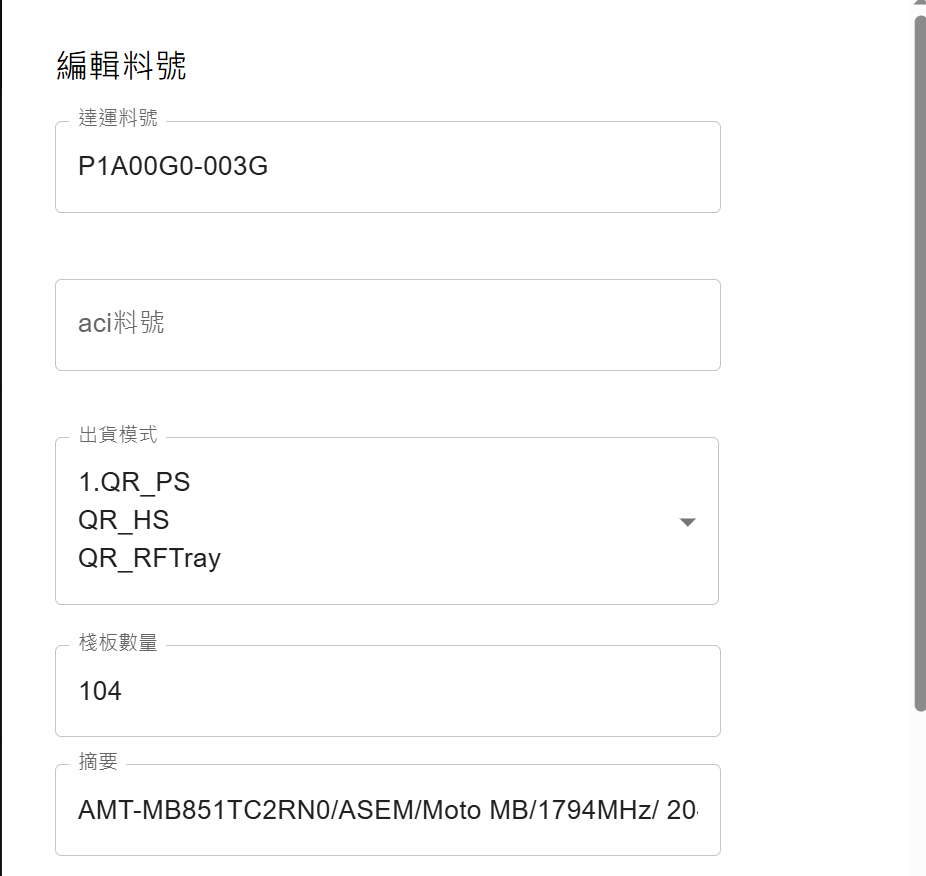 編輯料號
達運料號
P1A00G0-003G
aci料號
出貨模式
1.QR_PS
QR_HS
QR_RFTray
棧板數量
104
摘要
AMT-MB851TC2RN0/ASEM/Moto MB/1794MHz/ 20